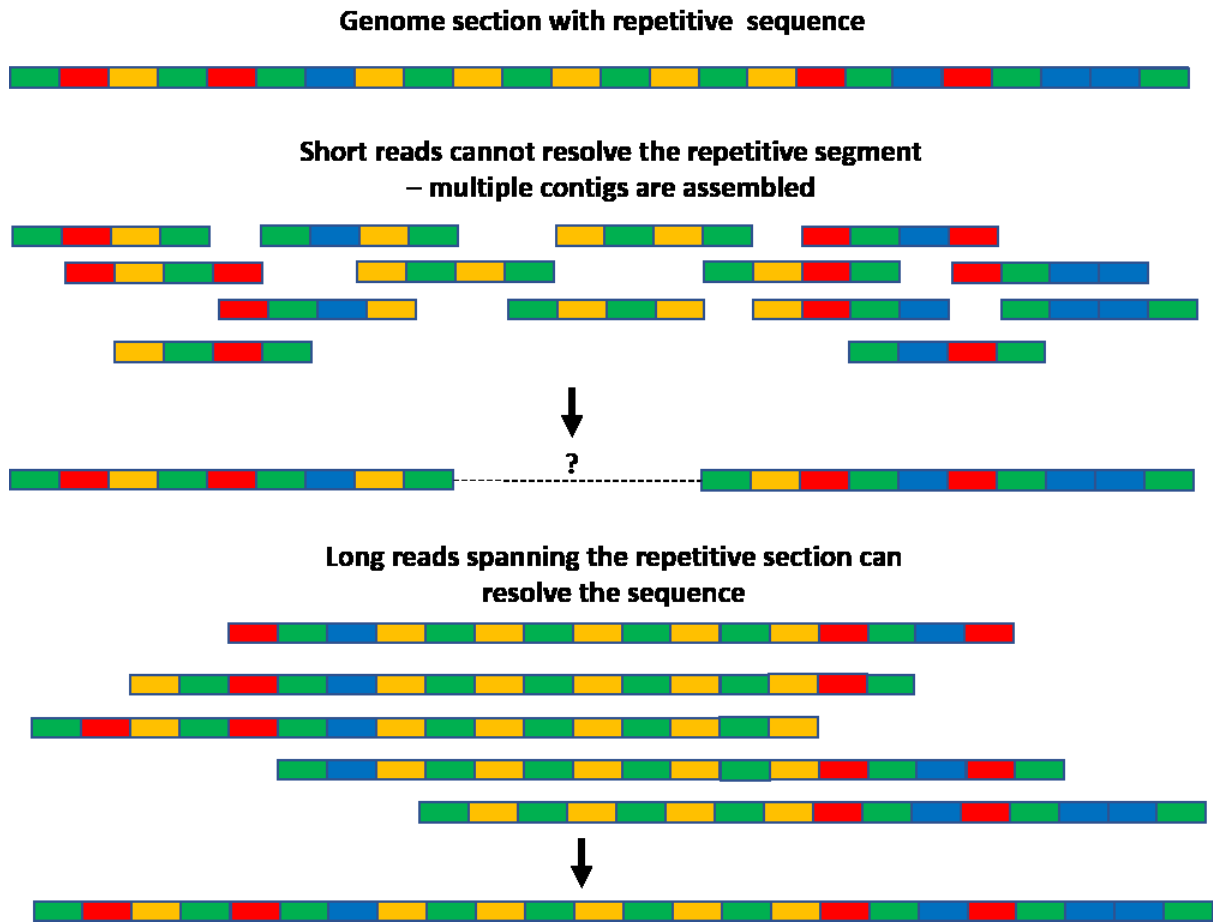 Genome section with repetitive sequence
Short reads cannot resolve the repetitive segment
– multiple contigs are assembled
?
Long reads spanning the repetitive section can
resolve the sequence